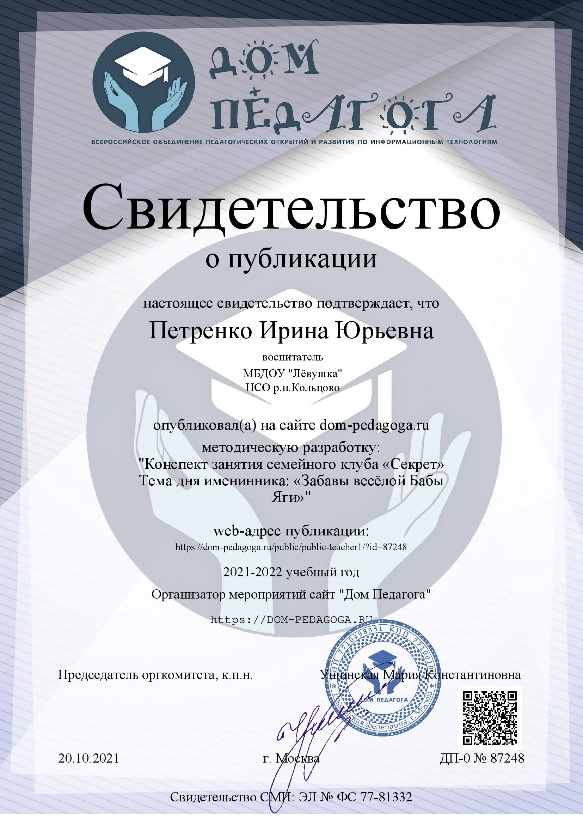 ДОМ
ПЕДАГОГА
ВСЕРОССИЙСКОЕ ОБЪЕДИНЕНИЕ ПЕДАГОГИЧЕСКИХ ОТКРЫТИЙ И РАЗВИТИЯ ПО ИНФОРМАЦИОННЫМ ТЕХНОЛОГИЯМ
Свидетельство
о публикации
настоящее свидетельство подтверждает, что
Петренко Ирина Юрьевна
воспитатель
МБДОУ "Лёвушка"
НСО р.п.Кольцово
опубликовал(а) на сайте dom-pedagoga.ru
методическую разработку:
"Конспект занятия семейного клуба «Секрет»
Тема дня именинника: «Забавы весёлой Бабы
Яги»"
web-адрес публикации:
https://dom-pedagoga.ru/public/public-teacher1/?id=87248
2021-2022 учебный год
Организатор мероприятий сайт "Дом Педагога"
https://DOM-PEDAGOGA.RU
Председатель оргкомитета, к.п.н.
Константиновна Мария
ДОМ ПЕДАГОГА
20.10.2021
г. Москва
ДП-0 № 87248
Свидетельство СМИ: ЭЛ № ФС 77-81332